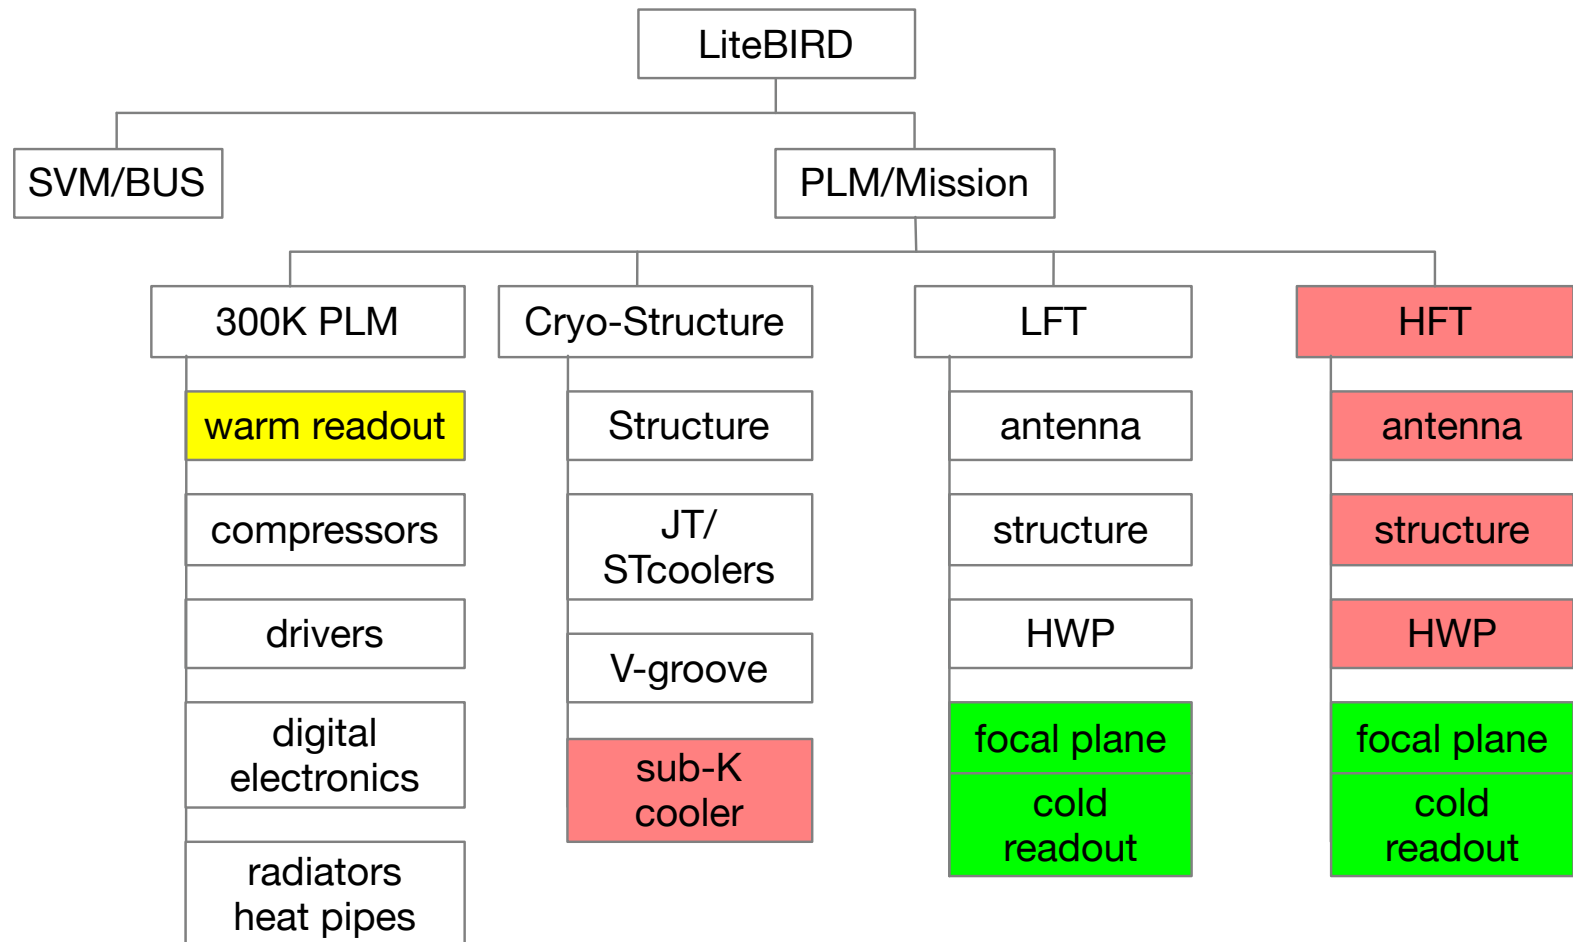 LiteBIRD
SVM/BUS
PLM/Mission
300K PLM
warm readout
compressors
drivers
digital
electronics
radiators
heat pipes
Cryo-Structure
Structure
JT/
STcoolers
V-groove
sub-K
cooler
LFT
antenna
structure
HWP
focal plane
cold
readout
HFT
antenna
structure
HWP
focal plane
cold
readout